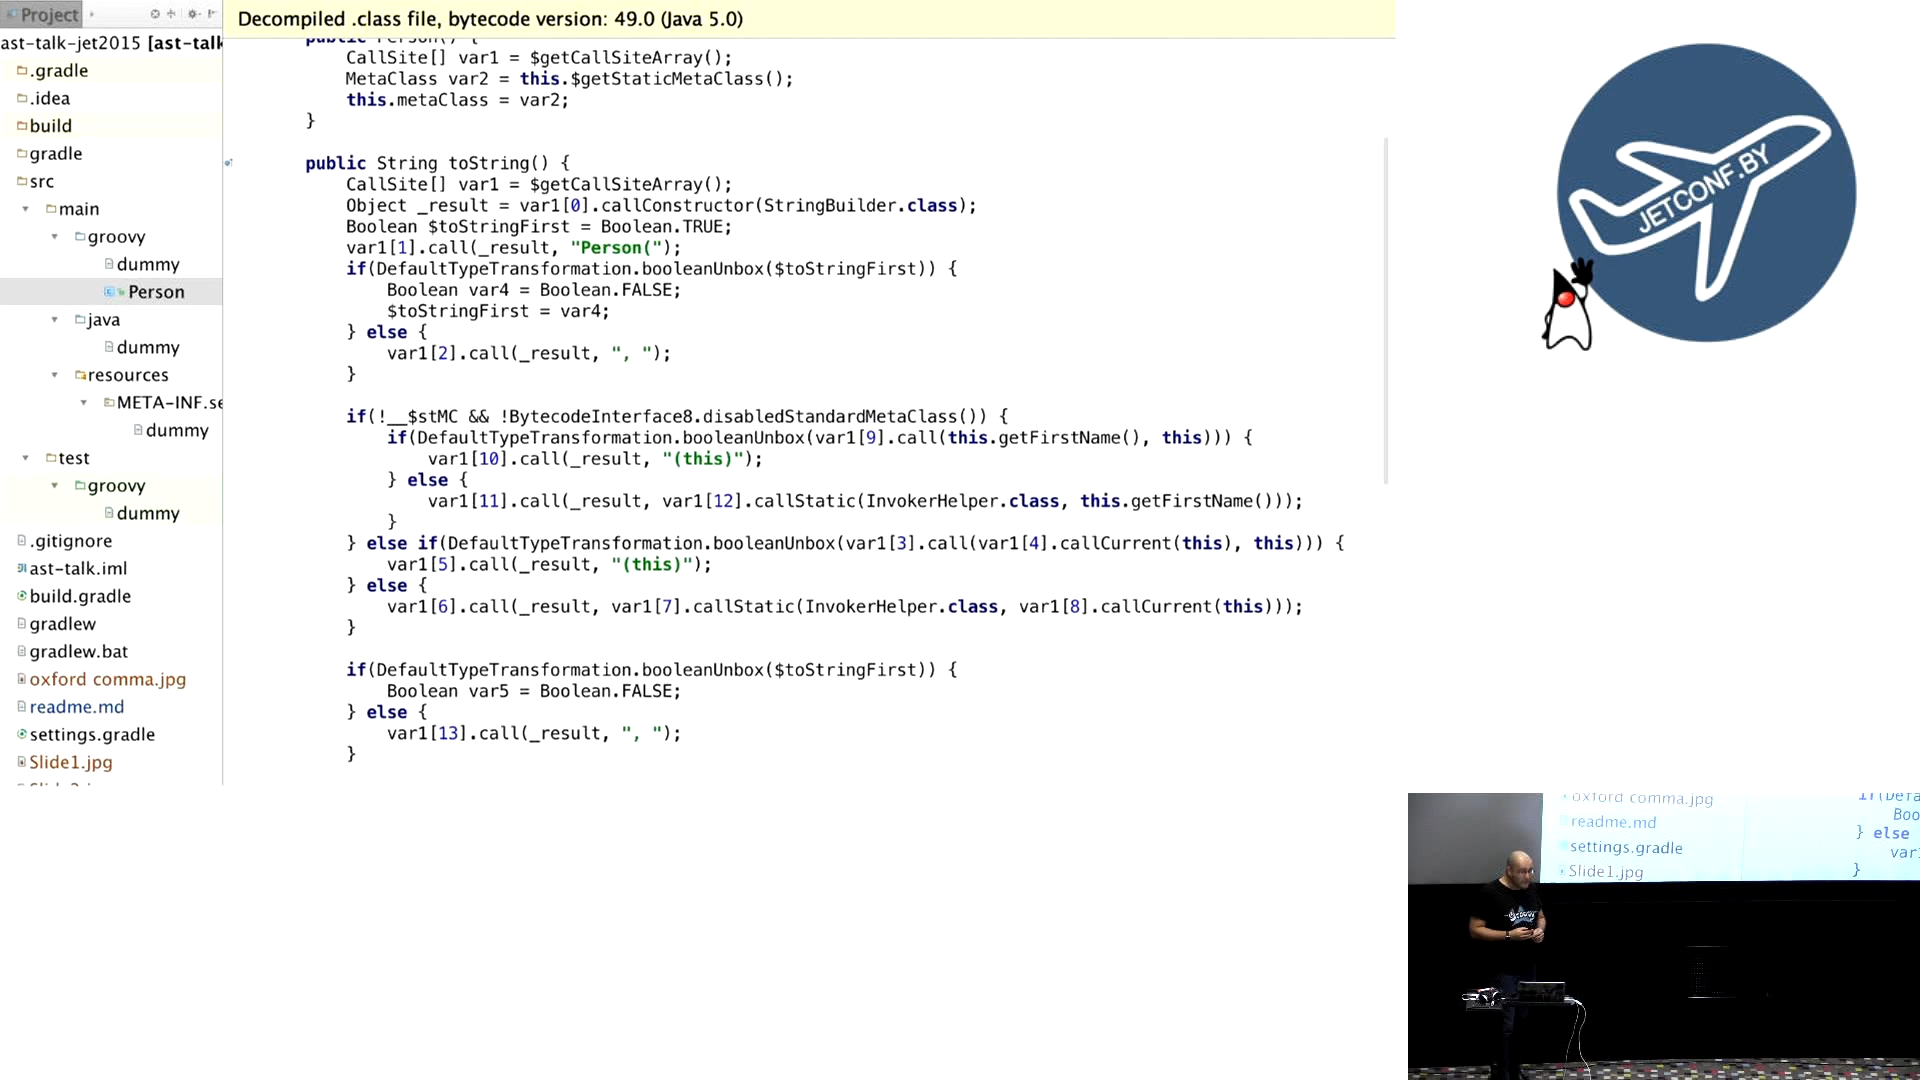 Project
ast-talk-jet2015 [ast-talk
.gradle
.idea
build
gradle
src
main
groovy
dummy
Person
java
dummy
resources
META-INF.se
dummy
test
groovy
dummy
.gitignore
ast-talk.iml
build.gradle
gradlew
gradlew.bat
oxford comma.jpg
readme.md
settings.gradle
Slide1.jpg
Decompiled .class file, bytecode version: 49.0 (Java 5.0)
public Person() {
CallSite[] var1 = $getCallSiteArray();
MetaClass var2 = this.$getStaticMetaClass();
this.metaClass = var2;
}
public String toString() {
CallSite[] var1 = $getCallSiteArray();
Object _result = var1[0].callConstructor(StringBuilder.class);
Boolean $toStringFirst = Boolean.TRUE;
var1[1].call(_result, "Person(");
if(DefaultTypeTransformation.booleanUnbox($toStringFirst)) {
Boolean var4 = Boolean.FALSE;
$toStringFirst = var4;
} else {
var1[2].call(_result, ", ");
}
if(!__$stMC && !BytecodeInterface8.disabledStandardMetaClass()) {
if(DefaultTypeTransformation.booleanUnbox(var1[9].call(this.getFirstName(), this))) {
var1[10].call(_result, "(this)");
} else {
var1[11].call(_result, var1[12].callStatic(InvokerHelper.class, this.getFirstName()));
}
} else if(DefaultTypeTransformation.booleanUnbox(var1[3].call(var1[4].callCurrent(this), this))) {
var1[5].call(_result, "(this)");
} else {
var1[6].call(_result, var1[7].callStatic(InvokerHelper.class, var1[8].callCurrent(this)));
}
if(DefaultTypeTransformation.booleanUnbox($toStringFirst)) {
Boolean var5 = Boolean.FALSE;
} else {
var1[13].call(_result, ", ");
}
JETCONF.BY
oxford comma.jpg
readme.md
settings.gradle
Slide1.jpg
if(Defa
Boo
} else
var
}